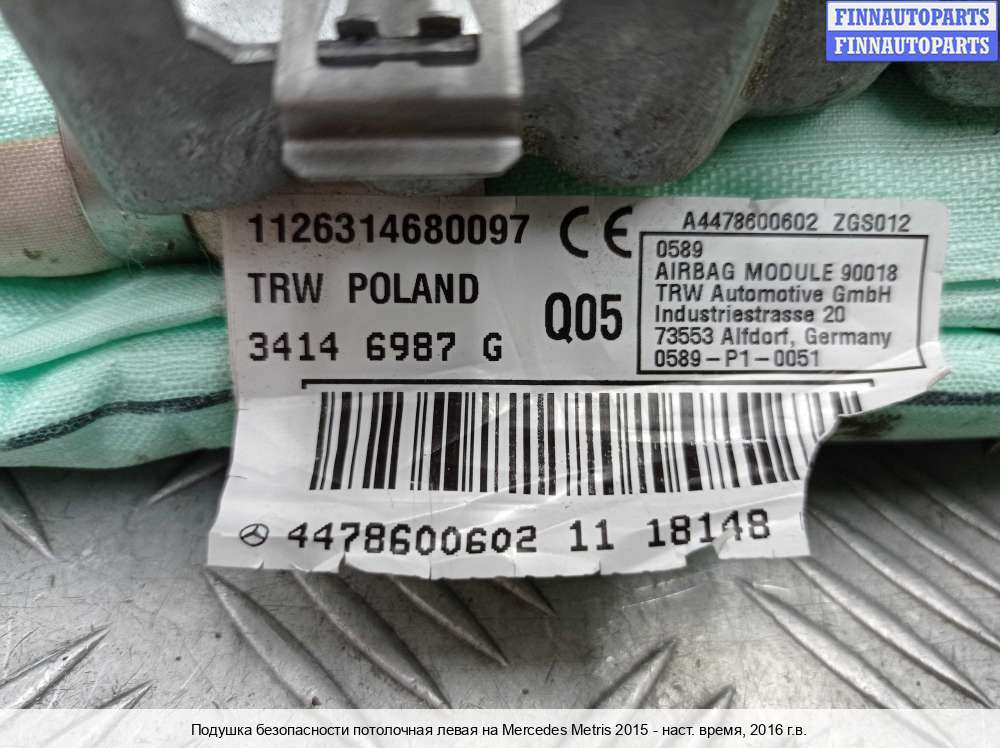 FINNAUTOPARTS
FINNAUTOPARTS
1126314680097
TRW POLAND
3414 6987 G
CE
Q05
A4478600602 ZGS012
0589
AIRBAG MODULE 90018
TRW Automotive GmbH
Industriestrasse 20
73553 Alfdorf, Germany
0589-P1-0051
4478600602 11 18148
Подушка безопасности потолочная левая на Mercedes Metris 2015 - наст. время, 2016 г.в.